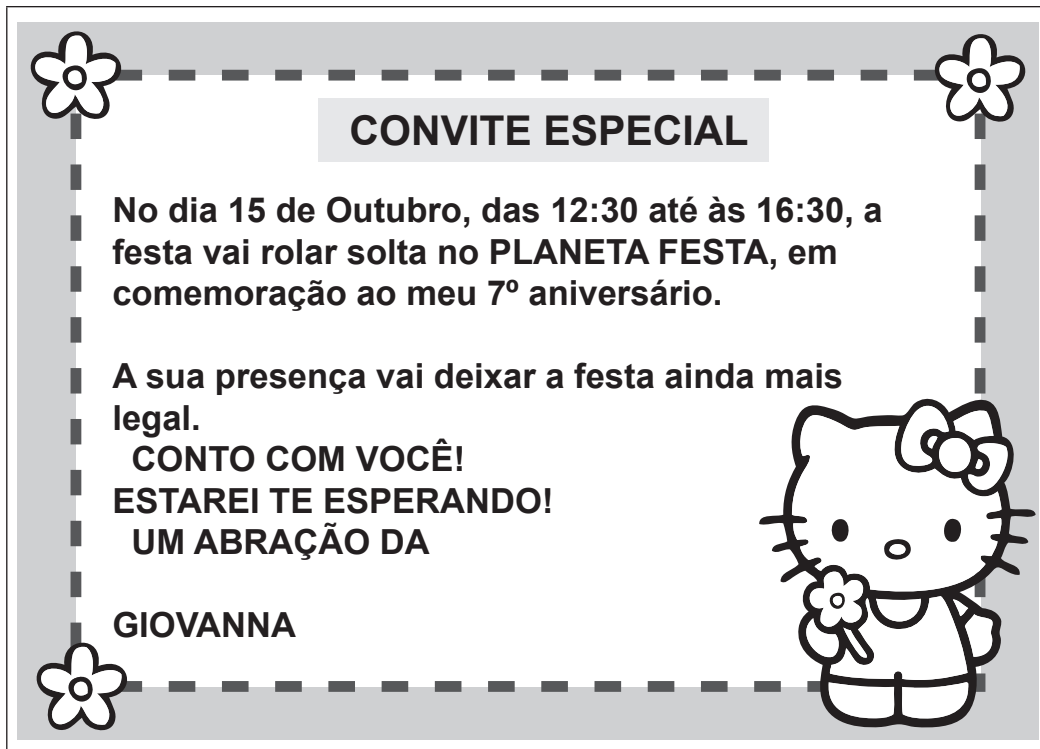 CONVITE ESPECIAL
No dia 15 de Outubro, das 12:30 até às 16:30, a
festa vai rolar solta no PLANETA FESTA, em
comemoração ao meu 7º aniversário.
A sua presença vai deixar a festa ainda mais
legal.
CONTO COM VOCÊ!
ESTAREI TE ESPERANDO!
UM ABRAÇÃO DA
GIOVANNA